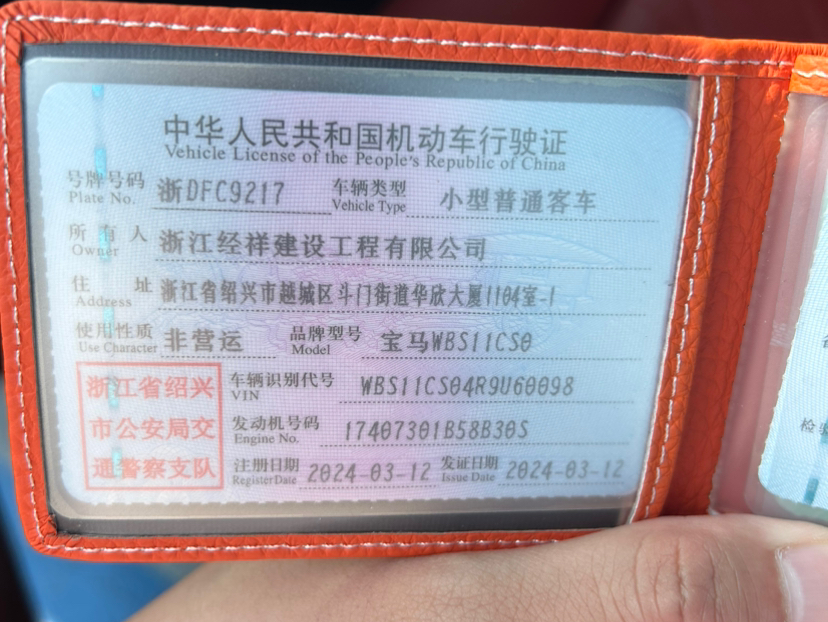 中华人民共和国机动车行驶证
Vehicle License of the People's Republic of China
号牌号码 浙DFC9217 车辆类型 小型普通客车
Plate No. Vehicle Type
所有人 浙江经祥建设工程有限公司
Owner
住址 浙江省绍兴市越城区斗门街道华欣大厦1104室-1
Address
使用性质 非营运 品牌型号 宝马WBS11CS0
Use Character Model
浙江省绍兴
市公安局交
通警察支队
车辆识别代号 WBS11CS04R9U60098
VIN
发动机号码 17407301B58B30S
Engine No.
注册日期 2024-03-12 发证日期 2024-03-12
Register Date Issue Date
检验